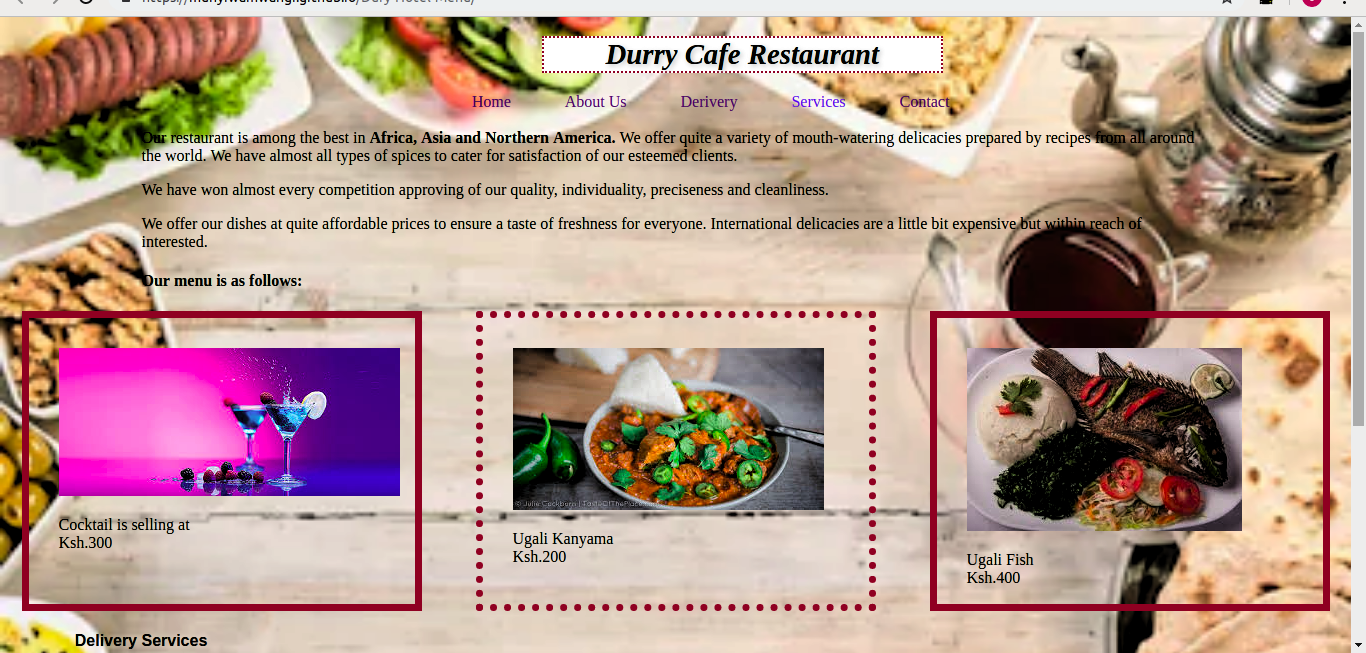 Durry Cafe Restaurant
Home About Us Derivery Services Contact
Our restaurant is among the best in Africa, Asia and Northern America. We offer quite a variety of mouth-watering delicacies prepared by recipes from all around
the world. We have almost all types of spices to cater for satisfaction of our esteemed clients.
We have won almost every competition approving of our quality, individuality, preciseness and cleanliness.
We offer our dishes at quite affordable prices to ensure a taste of freshness for everyone. International delicacies are a little bit expensive but within reach of
interested.
Our menu is as follows:
© Julie Cockburn | TasteOfThePlace.com
Cocktail is selling at
Ksh.300
Ugali Kanyama
Ksh.200
Ugali Fish
Ksh.400
Delivery Services